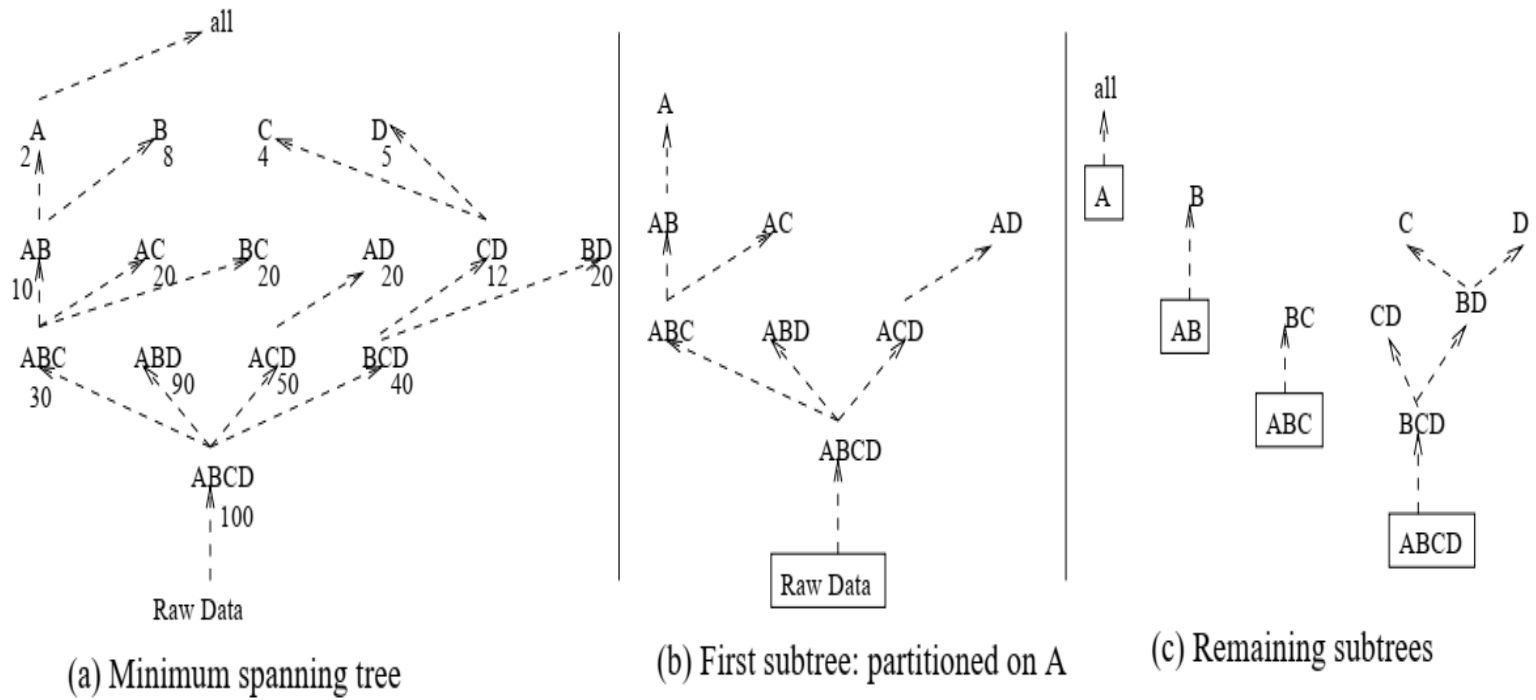 all
A B C D
2 8 4 5
AB AC BC AD CD BD
10 20 20 20 12 20
ABC ABD ACD BCD
30 90 50 40
ABCD
100
Raw Data
(a) Minimum spanning tree
A
AB AC AD
ABC ABD ACD
ABCD
Raw Data
(b) First subtree: partitioned on A
all
A
B
C D
AB
BC CD BD
ABC BCD
ABCD
(c) Remaining subtrees